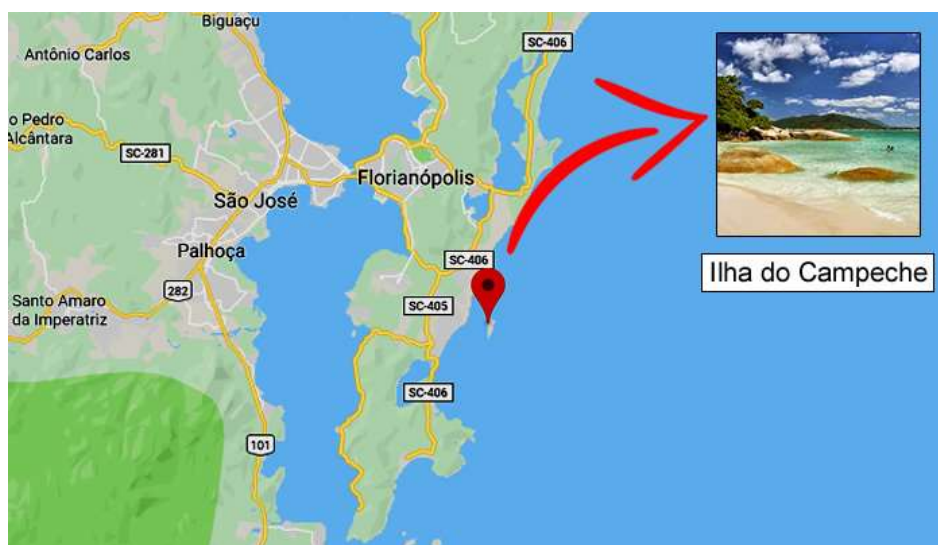 Biguaçu
SC-406
Antônio Carlos
o Pedro
Alcântara
SC-281
Florianópolis
São José
Palhoça
SC-406
Ilha do Campeche
282
Santo Amaro
da Imperatriz
SC-405
SC-406
101